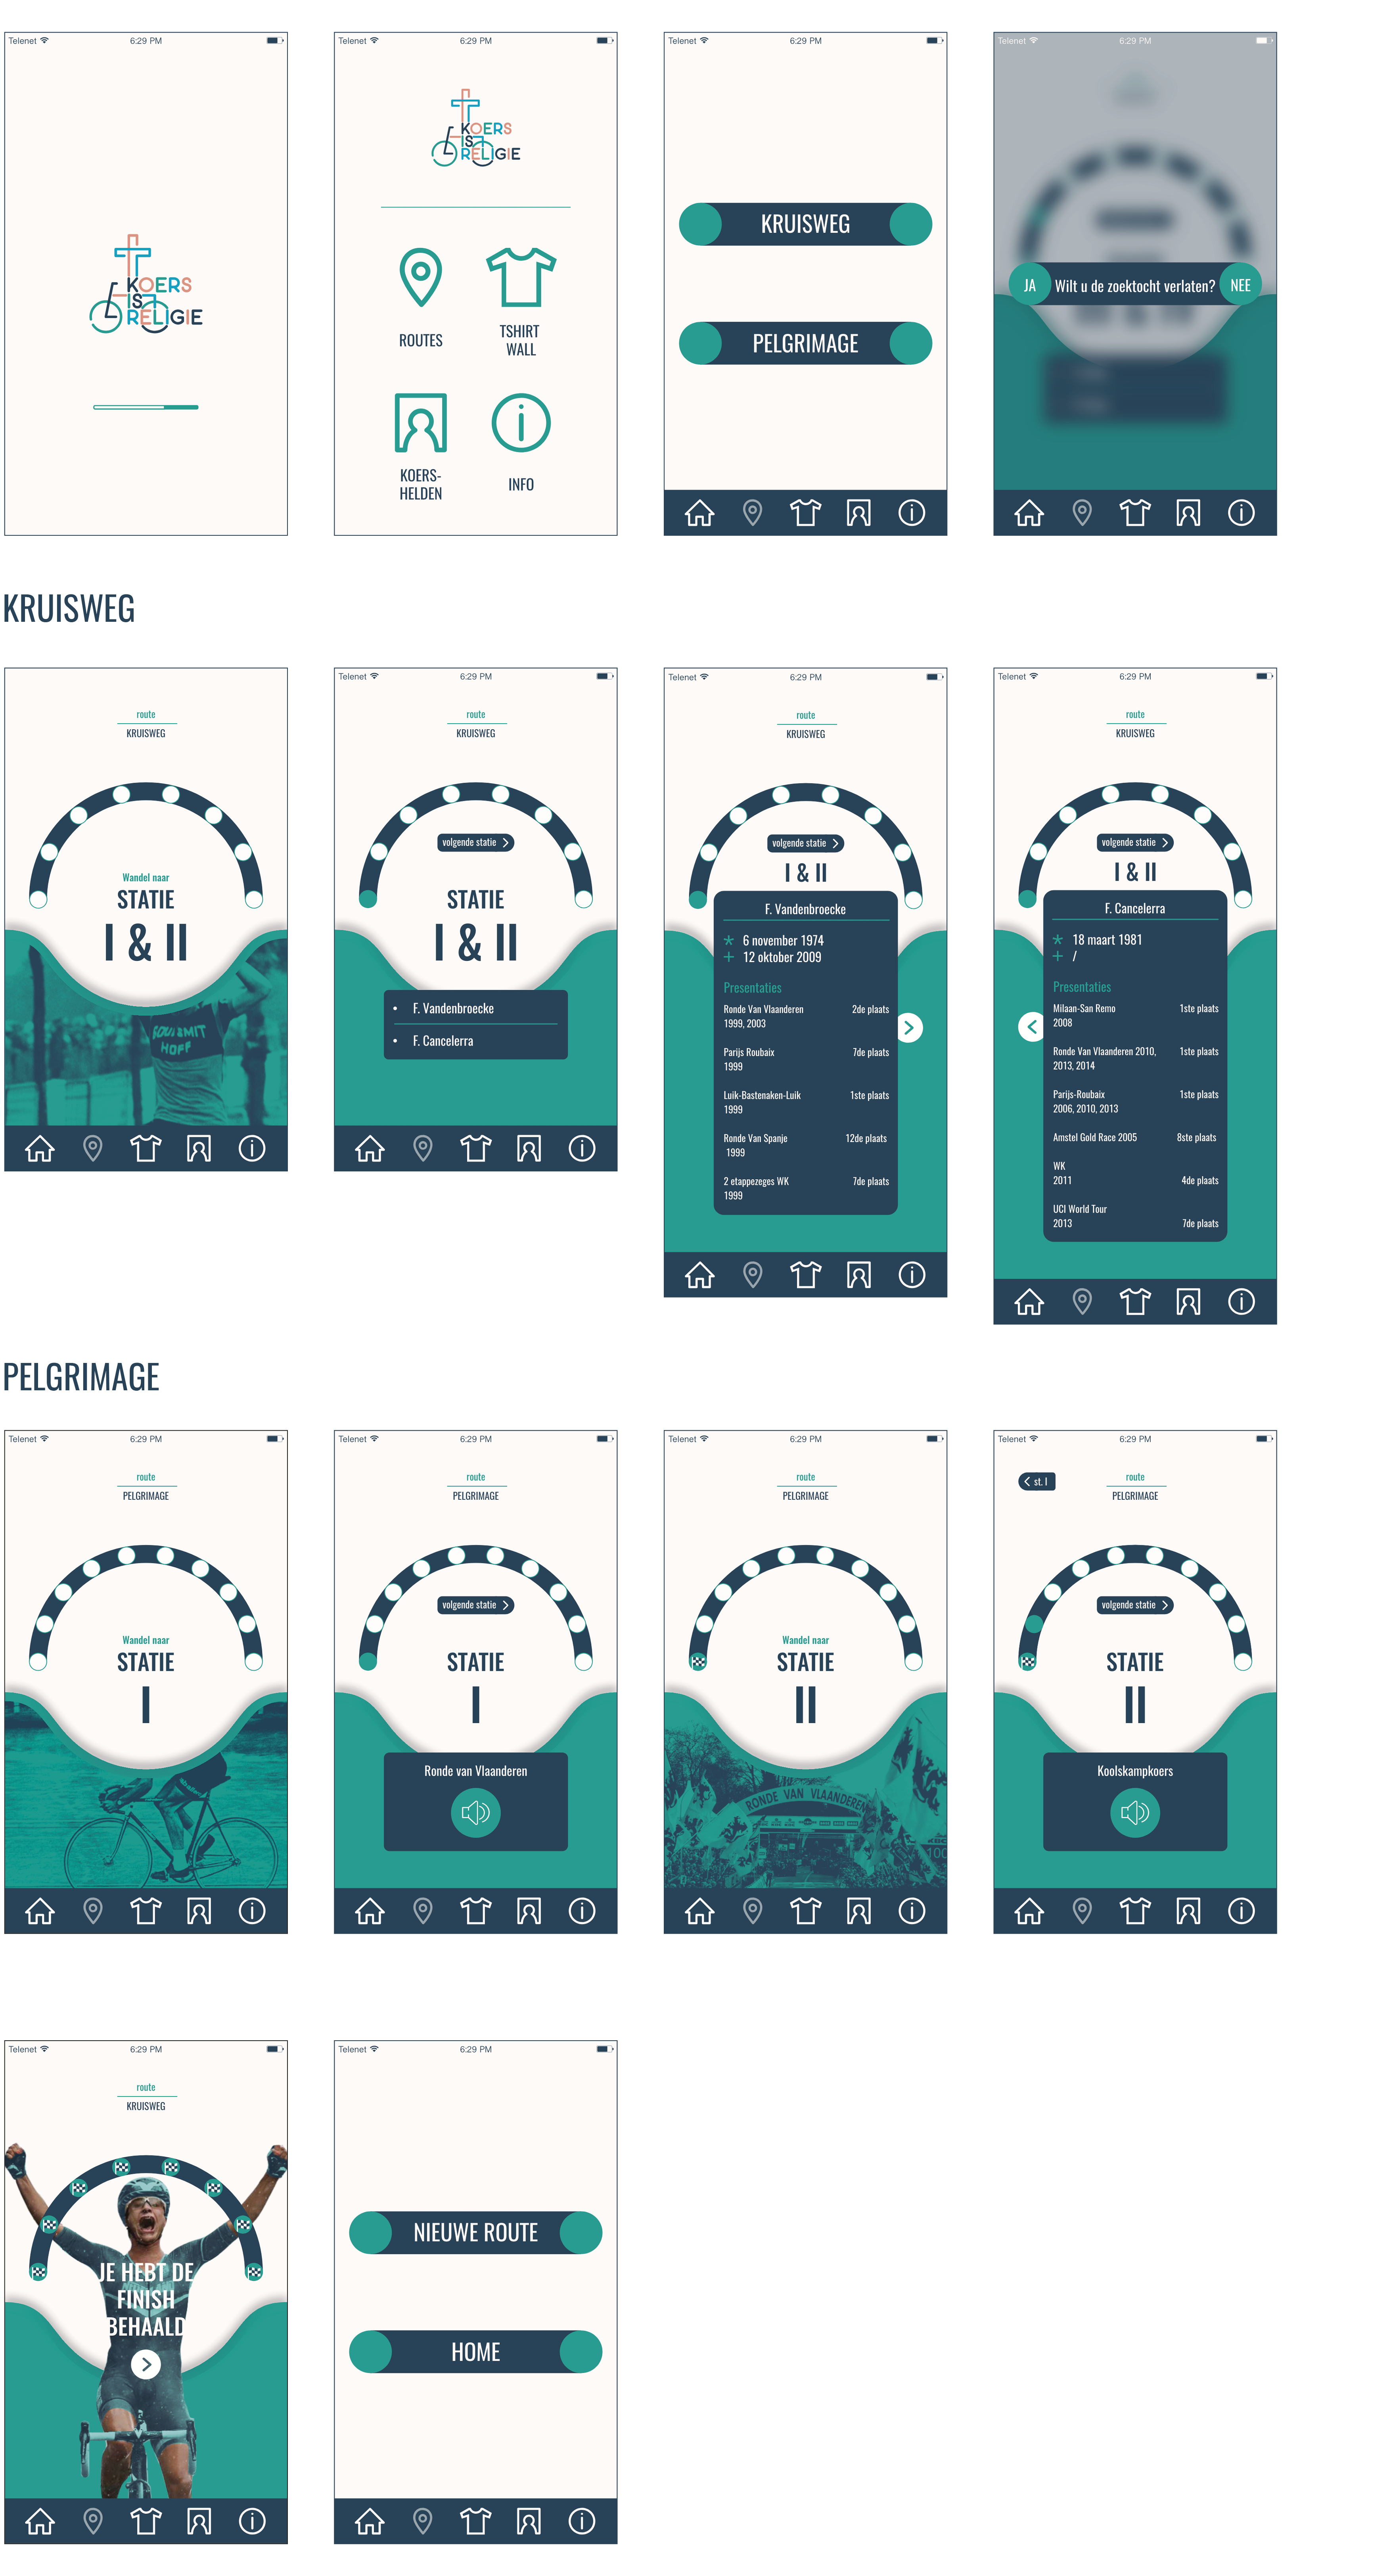 Telenet 6:29 PM
KOERS
IS
RELIGIE
Telenet 6:29 PM
KOERS
IS
RELIGIE
ROUTES
TSHIRT
WALL
KOERS-
HELDEN
INFO
Telenet 6:29 PM
KRUISWEG
PELGRIMAGE
Telenet 6:29 PM
JA Wilt u de zoektocht verlaten? NEE
KRUISWEG
route
KRUISWEG
Wandel naar
STATIE
I & II
Telenet 6:29 PM
route
KRUISWEG
volgende statie
STATIE
I & II
• F. Vandenbroecke
• F. Cancelerra
Telenet 6:29 PM
route
KRUISWEG
volgende statie
I & II
F. Vandenbroecke
* 6 november 1974
+ 12 oktober 2009
Presentaties
Ronde Van Vlaanderen 2de plaats
1999, 2003
Parijs Roubaix 7de plaats
1999
Luik-Bastenaken-Luik 1ste plaats
1999
Ronde Van Spanje 12de plaats
1999
2 etappezeges WK 7de plaats
1999
Telenet 6:29 PM
route
KRUISWEG
volgende statie
I & II
F. Cancelerra
* 18 maart 1981
+ /
Presentaties
Milaan-San Remo 1ste plaats
2008
Ronde Van Vlaanderen 2010, 1ste plaats
2013, 2014
Parijs-Roubaix 1ste plaats
2006, 2010, 2013
Amstel Gold Race 2005 8ste plaats
WK
2011 4de plaats
UCI World Tour
2013 7de plaats
PELGRIMAGE
Telenet 6:29 PM
route
PELGRIMAGE
Wandel naar
STATIE
I
Telenet 6:29 PM
route
PELGRIMAGE
volgende statie
STATIE
I
Ronde van Vlaanderen
Telenet 6:29 PM
route
PELGRIMAGE
Wandel naar
STATIE
II
RONDE VAN VLAANDEREN
Telenet 6:29 PM
st. I
route
PELGRIMAGE
volgende statie
STATIE
II
Koolskampkoers
Telenet 6:29 PM
route
KRUISWEG
JE HEBT DE
FINISH
BEHAALD
Telenet 6:29 PM
NIEUWE ROUTE
HOME